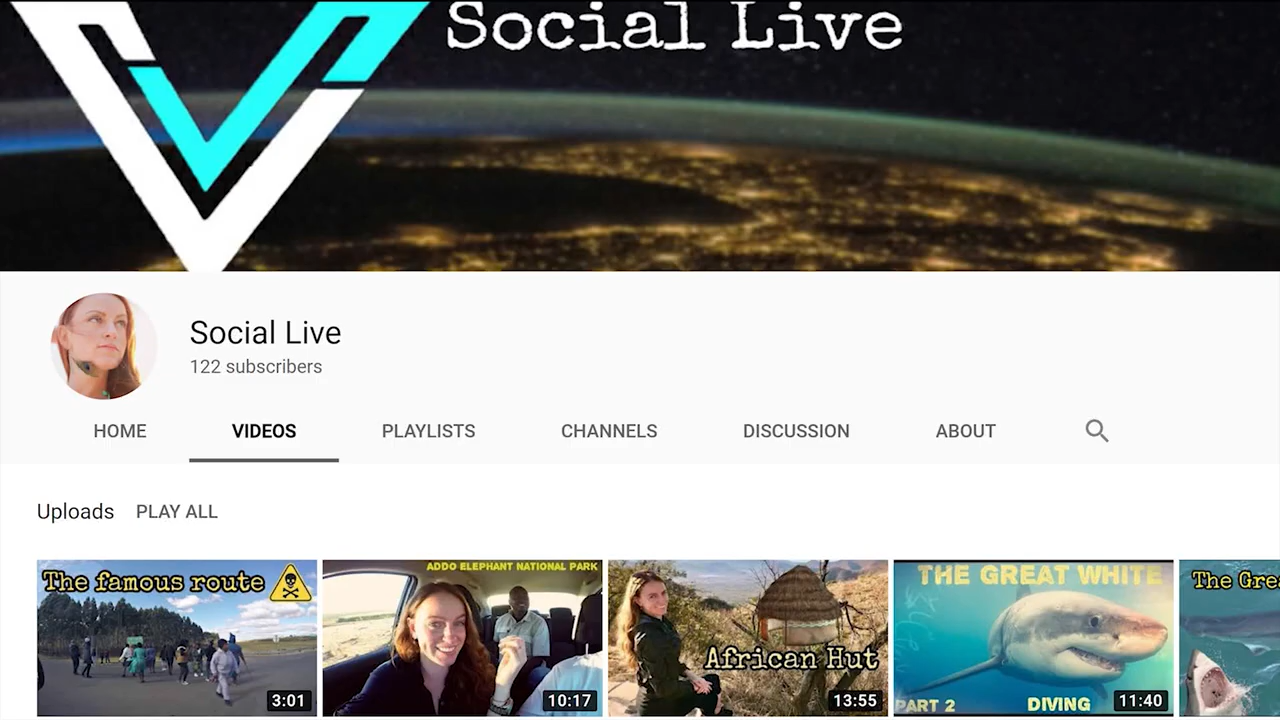 Social Live
Social Live
122 subscribers
HOME VIDEOS PLAYLISTS CHANNELS DISCUSSION ABOUT
Uploads PLAY ALL
The famous route
3:01
ADDO ELEPHANT NATIONAL PARK
10:17
African Hut
13:55
THE GREAT WHITE
PART 2 DIVING
11:40
The Gre